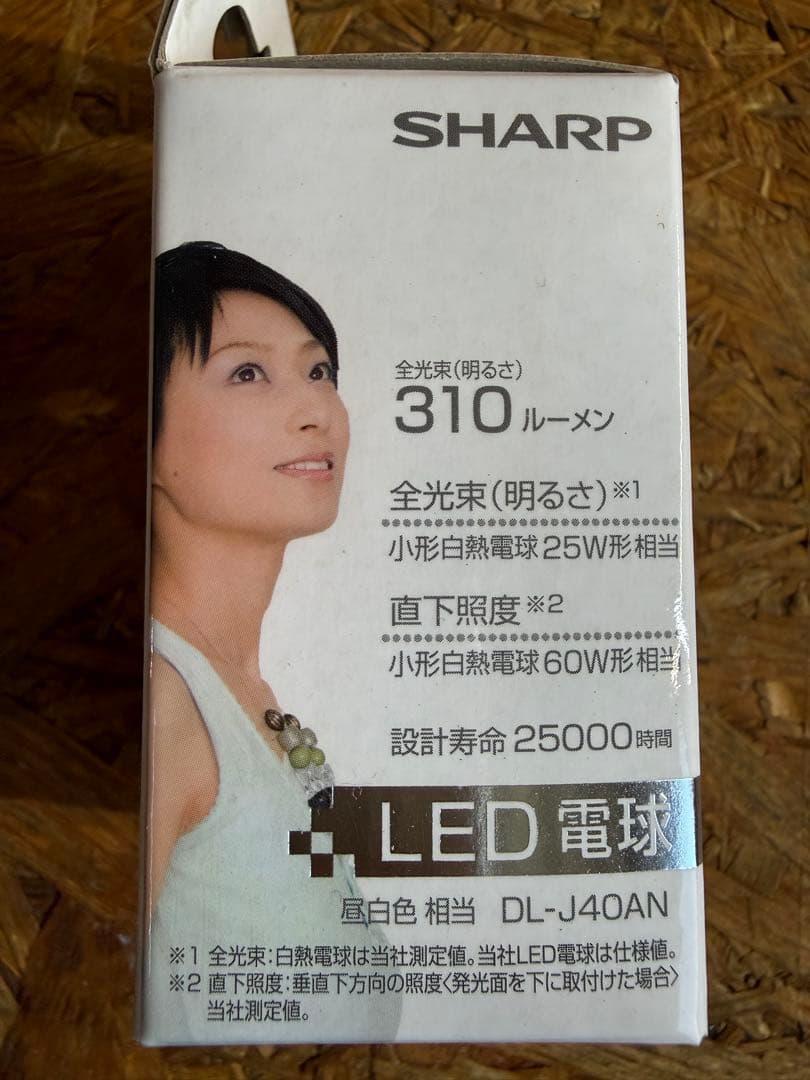 SHARP
全光束(明るさ)
310 ルーメン
全光束(明るさ)※1
小形白熱電球25W形相当
直下照度※2
小形白熱電球60W形相当
設計寿命 25000時間
LED 電球
昼白色 相当 DL-J40AN
※1 全光束:白熱電球は当社測定値。当社LED電球は仕様値。
※2 直下照度:垂直下方向の照度〈発光面を下に取付けた場合〉
当社測定値。